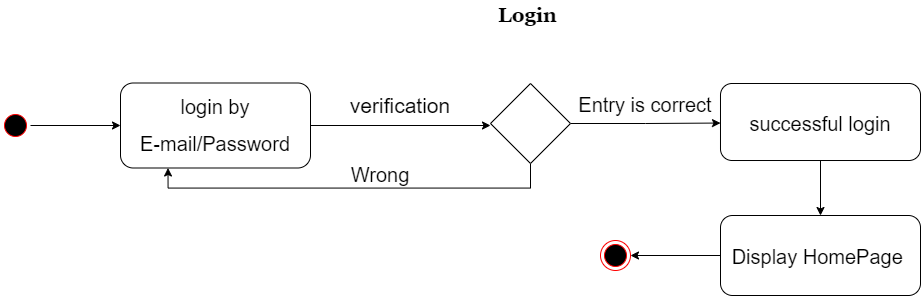 Login
login by
E-mail/Password
verification
Entry is correct
successful login
Wrong
Display HomePage